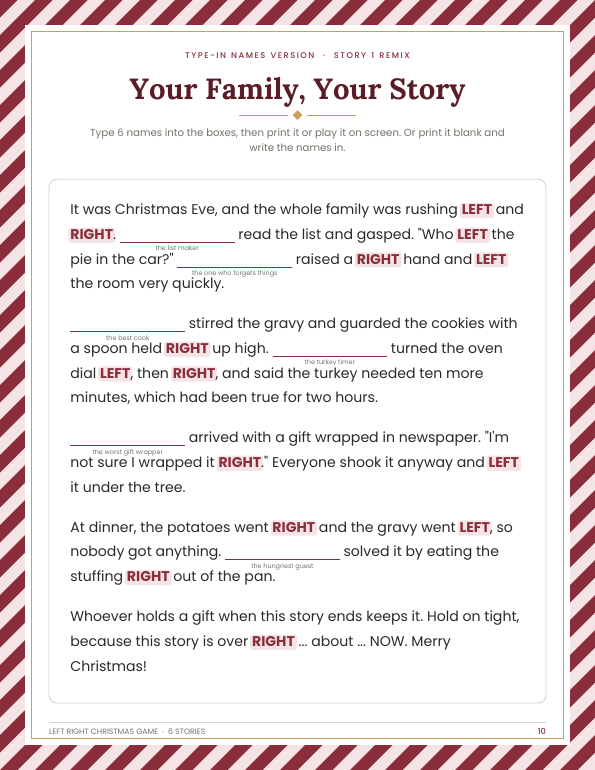 TYPE-IN NAMES VERSION · STORY 1 REMIX
Your Family, Your Story
Type 6 names into the boxes, then print it or play it on screen. Or print it blank and
write the names in.
It was Christmas Eve, and the whole family was rushing LEFT and
RIGHT. ____________ read the list and gasped. "Who LEFT the
the list maker
pie in the car?" ____________ raised a RIGHT hand and LEFT
the one who forgets things
the room very quickly.
____________ stirred the gravy and guarded the cookies with
the best cook
a spoon held RIGHT up high. ____________ turned the oven
the turkey timer
dial LEFT, then RIGHT, and said the turkey needed ten more
minutes, which had been true for two hours.
____________ arrived with a gift wrapped in newspaper. "I'm
the worst gift wrapper
not sure I wrapped it RIGHT." Everyone shook it anyway and LEFT
it under the tree.
At dinner, the potatoes went RIGHT and the gravy went LEFT, so
nobody got anything. ____________ solved it by eating the
the hungriest guest
stuffing RIGHT out of the pan.
Whoever holds a gift when this story ends keeps it. Hold on tight,
because this story is over RIGHT ... about ... NOW. Merry
Christmas!
LEFT RIGHT CHRISTMAS GAME · 6 STORIES
10